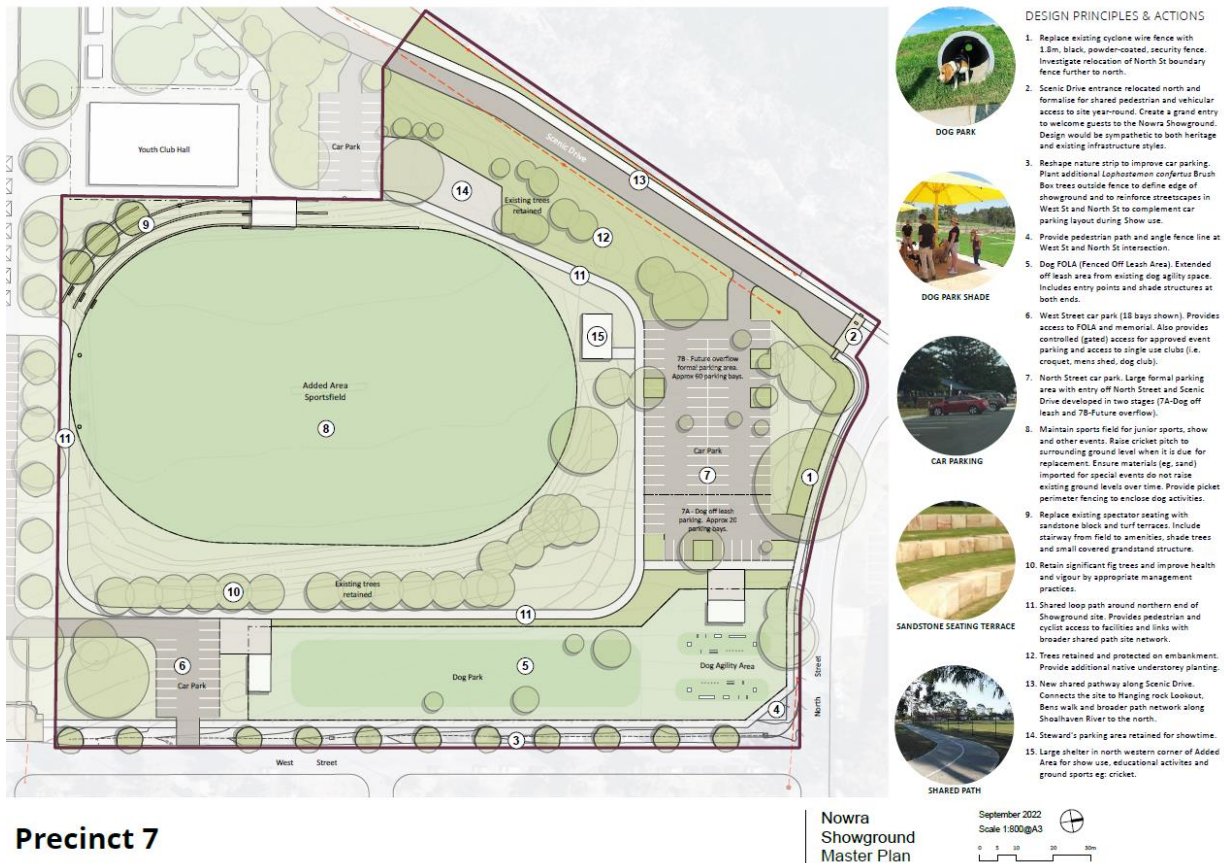 Youth Club Hall
Car Park
Scenic Drive
13
14
Existing trees
retained
9
12
11
2
15
7B - Future overflow
formal parking area.
Approx 60 parking bays.
Added Area
Sportsfield
11
8
Car Park
7
1
7A - Dog off leash
parking. Approx 20
parking bays.
Existing trees
retained
10
11
6
Car Park
5
Dog Park
Dog Agility Area
4
North Street
3
West Street
DOG PARK
DOG PARK SHADE
CAR PARKING
SANDSTONE SEATING TERRACE
SHARED PATH
DESIGN PRINCIPLES & ACTIONS
1. Replace existing cyclone wire fence with
1.8m, black, powder-coated, security fence.
Investigate relocation of North St boundary
fence further to north.
2. Scenic Drive entrance relocated north and
formalise for shared pedestrian and vehicular
access to site year-round. Create a grand entry
to welcome guests to the Nowra Showground.
Design would be sympathetic to both heritage
and existing infrastructure styles.
3. Reshape nature strip to improve car parking.
Plant additional Lophostemon confertus Brush
Box trees outside fence to define edge of
showground and to reinforce streetscapes in
West St and North St to complement car
parking layout during Show use.
4. Provide pedestrian path and angle fence line at
West St and North St intersection.
5. Dog FOLA (Fenced Off Leash Area). Extended
off leash area from existing dog agility space.
Includes entry points and shade structures at
both ends.
6. West Street car park (18 bays shown). Provides
access to FOLA and memorial. Also provides
controlled (gated) access for approved event
parking and access to single use clubs (i.e.
croquet, mens shed, dog club).
7. North Street car park. Large formal parking
area with entry off North Street and Scenic
Drive developed in two stages (7A-Dog off
leash and 7B-Future overflow).
8. Maintain sports field for junior sports, show
and other events. Raise cricket pitch to
surrounding ground level when it is due for
replacement. Ensure materials (eg, sand)
imported for special events do not raise
existing ground levels over time. Provide picket
perimeter fencing to enclose dog activities.
9. Replace existing spectator seating with
sandstone block and turf terraces. Include
stairway from field to amenities, shade trees
and small covered grandstand structure.
10. Retain significant fig trees and improve health
and vigour by appropriate management
practices.
11. Shared loop path around northern end of
Showground site. Provides pedestrian and
cyclist access to facilities and links with
broader shared path site network.
12. Trees retained and protected on embankment.
Provide additional native understorey planting.
13. New shared pathway along Scenic Drive.
Connects the site to Hanging rock Lookout,
Bens walk and broader path network along
Shoalhaven River to the north.
14. Steward's parking area retained for showtime.
15. Large shelter in north western corner of Added
Area for show use, educational activites and
ground sports eg: cricket.
Precinct 7
Nowra
Showground
Master Plan
September 2022
Scale 1:800@A3
0 5 10 20 30m